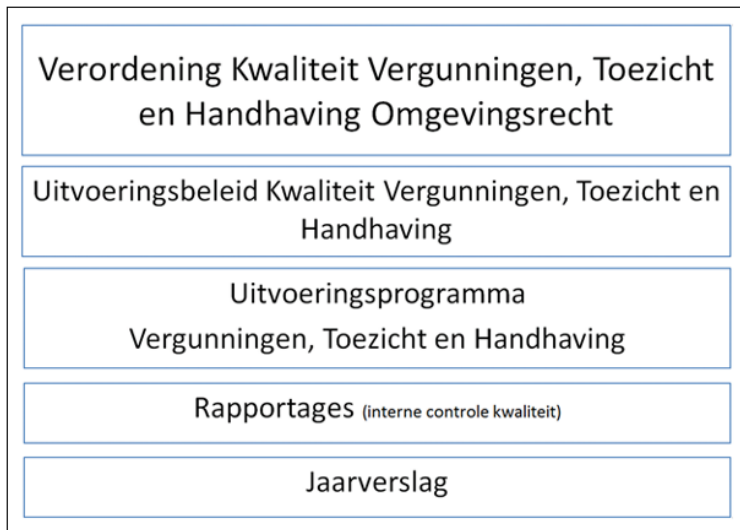 Verordening Kwaliteit Vergunningen, Toezicht
en Handhaving Omgevingsrecht
Uitvoeringsbeleid Kwaliteit Vergunningen, Toezicht en
Handhaving
Uitvoeringsprogramma
Vergunningen, Toezicht en Handhaving
Rapportages (interne controle kwaliteit)
Jaarverslag